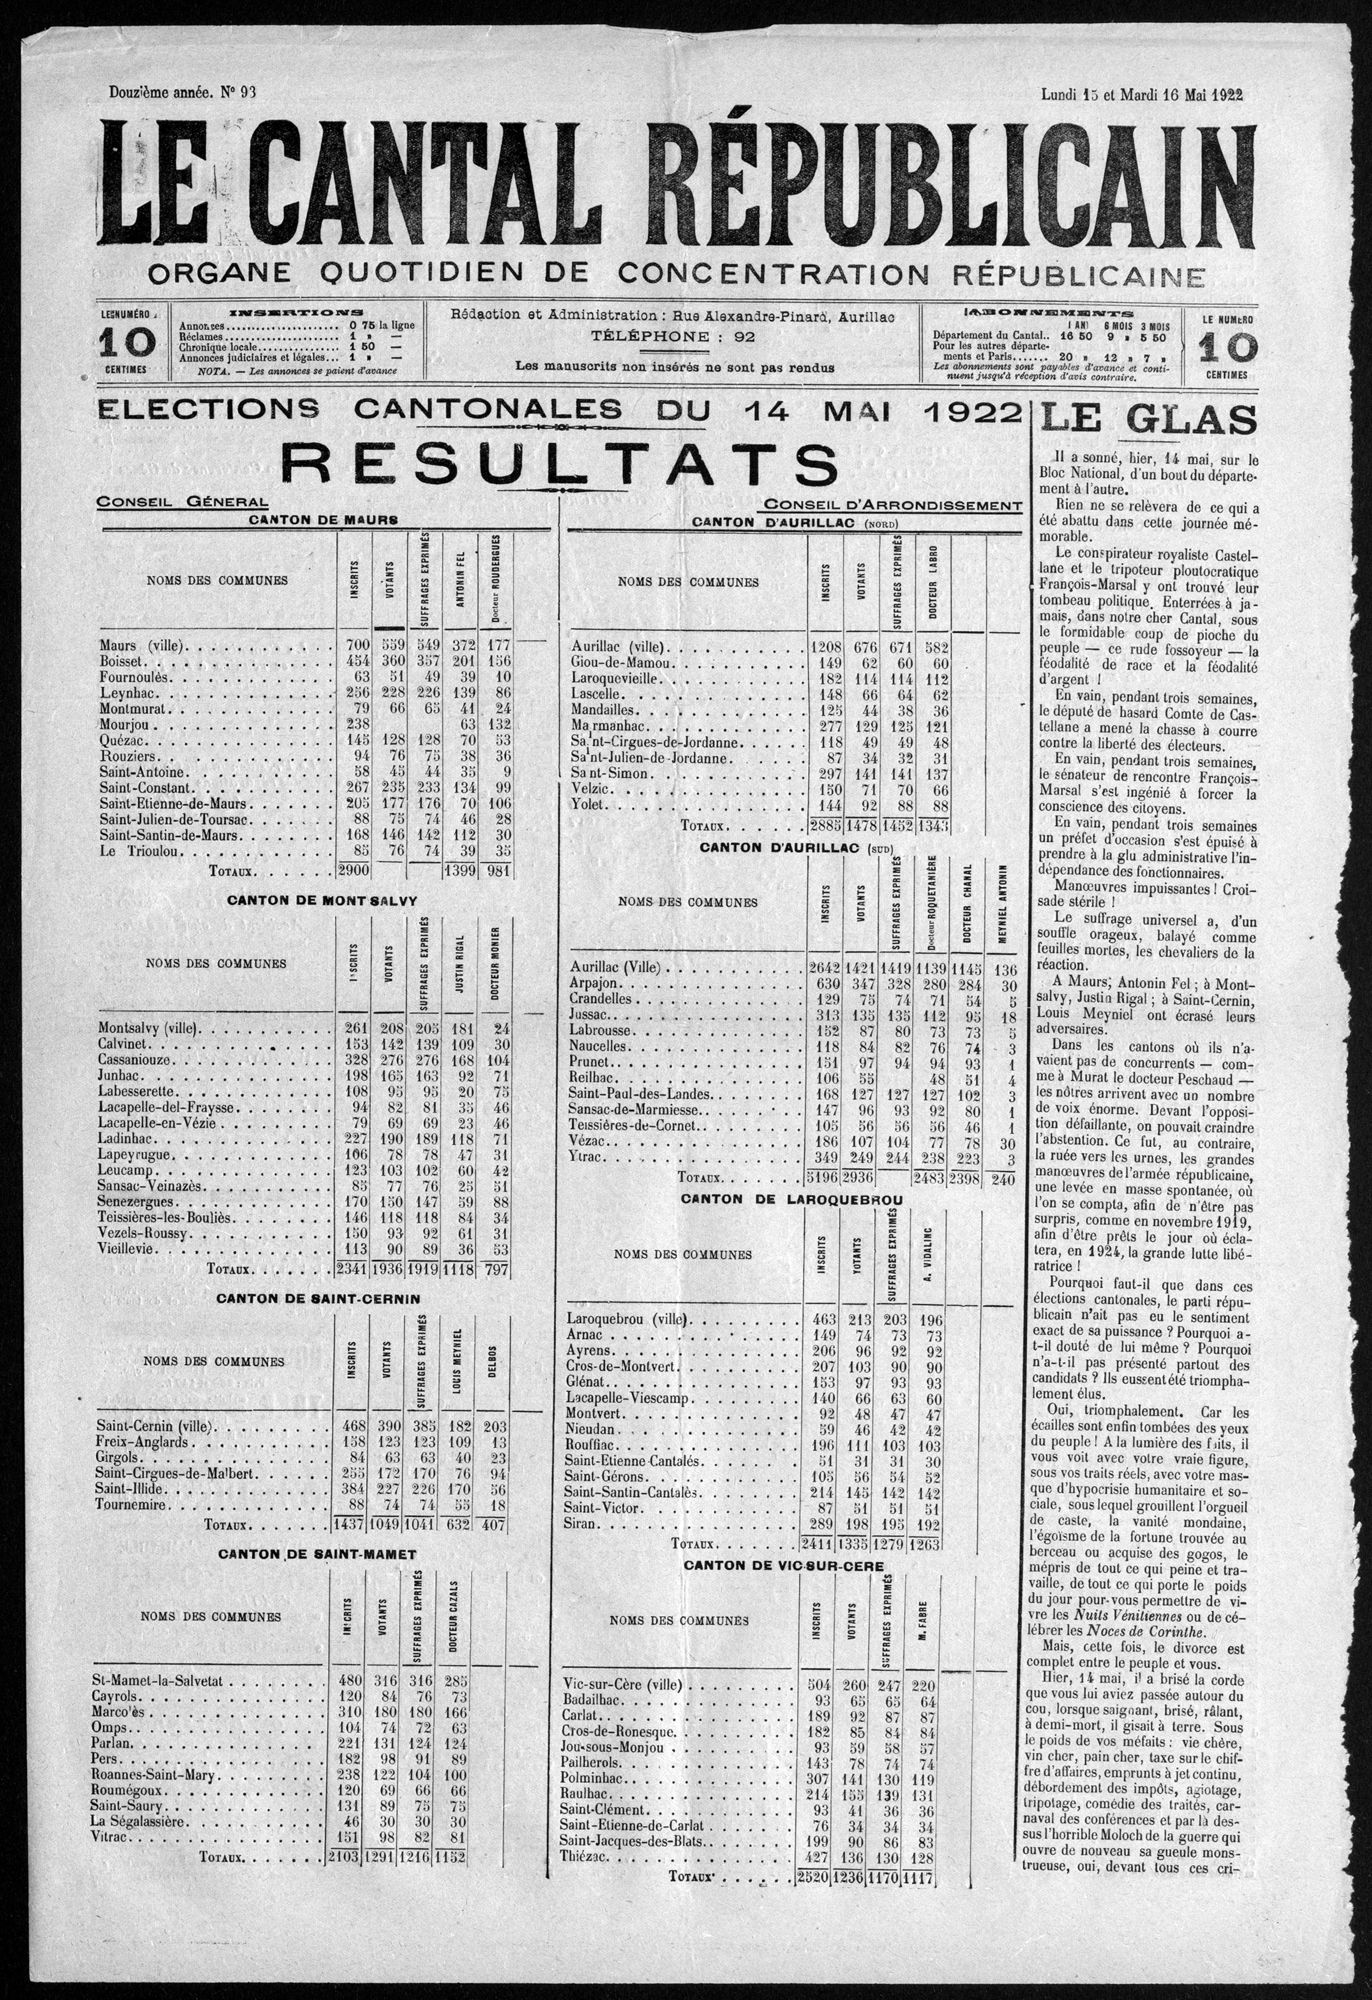 Douzième année. N° 93
Lundi 15 et Mardi 16 Mai 1922
LE CANTAL RÉPUBLICAIN
ORGANE QUOTIDIEN DE CONCENTRATION RÉPUBLICAINE
LE NUMÉRO
10
CENTIMES
INSERTIONS
Annonces..................... 0 75 la ligne
Réclames..................... 1 » —
Chronique locale............... 1 50 —
Annonces judiciaires et légales... 1 » —
NOTA. — Les annonces se paient d'avance
Rédaction et Administration : Rue Alexandre-Pinard, Aurillac
TÉLÉPHONE : 92
Les manuscrits non insérés ne sont pas rendus
ABONNEMENTS
1 AN 6 MOIS 3 MOIS
Département du Cantal.. 16 50 9 » 5 50
Pour les autres départe-
ments et Paris....... 20 » 12 » 7 »
Les abonnements sont payables d'avance et conti-
nuent jusqu'à réception d'avis contraire.
LE NUMÉRO
10
CENTIMES
ELECTIONS CANTONALES DU 14 MAI 1922
RESULTATS
CONSEIL GÉNERAL
CANTON DE MAURS
NOMS DES COMMUNES INSCRITS VOTANTS SUFFRAGES EXPRIMÉS ANTONIN FEL Docteur ROUDERGUES
Maurs (ville) 700 559 549 372 177
Boisset 454 360 357 201 156
Fournoulès 63 51 49 39 10
Leynhac 256 228 226 139 86
Montmurat 79 66 65 41 24
Mourjou 238 63 132
Quézac 145 128 128 70 53
Rouziers 94 76 75 38 36
Saint-Antoine 58 45 44 35 9
Saint-Constant 267 235 233 134 99
Saint-Etienne-de-Maurs 205 177 176 70 106
Saint-Julien-de-Toursac 88 75 74 46 28
Saint-Santin-de-Maurs 168 146 142 112 30
Le Trioulou 85 76 74 39 35
TOTAUX 2900 1399 981
CANTON DE MONTSALVY
NOMS DES COMMUNES INSCRITS VOTANTS SUFFRAGES EXPRIMÉS JUSTIN RIGAL DOCTEUR MONIER
Montsalvy (ville) 261 208 205 181 24
Calvinet 153 142 139 109 30
Cassaniouze 328 276 276 168 104
Junhac 198 165 163 92 71
Labesserette 108 95 95 20 75
Lacapelle-del-Fraysse 94 82 81 35 46
Lacapelle-en-Vézie 79 69 69 23 46
Ladinhac 227 190 189 118 71
Lapeyrugue 106 78 78 47 31
Leucamp 123 103 102 60 42
Sansac-Veinazès 85 77 76 25 51
Senezergues 170 150 147 59 88
Teissières-les-Bouliès 146 118 118 84 34
Vezels-Roussy 150 93 92 61 31
Vieillevie 113 90 89 36 53
TOTAUX 2341 1936 1919 1118 797
CANTON DE SAINT-CERNIN
NOMS DES COMMUNES INSCRITS VOTANTS SUFFRAGES EXPRIMÉS LOUIS MEYNIEL DELBOS
Saint-Cernin (ville) 468 390 385 182 203
Freix-Anglards 158 123 123 109 13
Girgols 84 63 63 40 23
Saint-Cirgues-de-Malbert 255 172 170 76 94
Saint-Illide 384 227 226 170 56
Tournemire 88 74 74 55 18
TOTAUX 1437 1049 1041 632 407
CANTON DE SAINT-MAMET
NOMS DES COMMUNES INSCRITS VOTANTS SUFFRAGES EXPRIMÉS DOCTEUR CAZALS
St-Mamet-la-Salvetat 480 316 316 285
Cayrols 120 84 76 73
Marcolès 310 180 180 166
Omps 104 74 72 63
Parlan 221 131 124 124
Pers 182 98 91 89
Roannes-Saint-Mary 238 122 104 100
Roumégoux 120 69 66 66
Saint-Saury 131 89 75 75
La Ségalassière 46 30 30 30
Vitrac 151 98 82 81
TOTAUX 2103 1291 1216 1152
CONSEIL D'ARRONDISSEMENT
CANTON D'AURILLAC (NORD)
NOMS DES COMMUNES INSCRITS VOTANTS SUFFRAGES EXPRIMÉS DOCTEUR LABRO
Aurillac (ville) 1208 676 671 582
Giou-de-Mamou 149 62 60 60
Laroquevieille 182 114 114 112
Lascelle 148 66 64 62
Mandailles 125 44 38 36
Marmanhac 277 129 125 121
Saint-Cirgues-de-Jordanne 118 49 49 48
Saint-Julien-de-Jordanne 87 34 32 31
Saint-Simon 297 141 141 137
Velzic 150 71 70 66
Yolet 144 92 88 88
TOTAUX 2885 1478 1452 1343
CANTON D'AURILLAC (SUD)
NOMS DES COMMUNES INSCRITS VOTANTS SUFFRAGES EXPRIMÉS Docteur ROQUETANIÈRE DOCTEUR CHANAL MEYNIEL ANTONIN
Aurillac (Ville) 2642 1421 1419 1139 1145 136
Arpajon 630 347 328 280 284 30
Crandelles 129 75 74 71 54 5
Jussac 313 135 135 112 95 18
Labrousse 152 87 80 73 73 5
Naucelles 118 84 82 76 74 3
Prunet 151 97 94 94 93 1
Reilhac 106 55 48 51 4
Saint-Paul-des-Landes 168 127 127 127 102 3
Sansac-de-Marmiesse 147 96 93 92 80 1
Teissières-de-Cornet 105 56 56 56 46 1
Vézac 186 107 104 77 78 30
Ytrac 349 249 244 238 223 3
TOTAUX 5196 2936 2483 2398 240
CANTON DE LAROQUEBROU
NOMS DES COMMUNES INSCRITS VOTANTS SUFFRAGES EXPRIMÉS A. VIDALINC
Laroquebrou (ville) 463 213 203 196
Arnac 149 74 73 73
Ayrens 206 96 92 92
Cros-de-Montvert 207 103 90 90
Glénat 153 97 93 93
Lacapelle-Viescamp 140 66 63 60
Montvert 92 48 47 47
Nieudan 59 46 42 42
Rouffiac 196 111 103 103
Saint-Etienne Cantalés 51 31 31 30
Saint-Gérons 105 56 54 52
Saint-Santin-Cantalès 214 145 142 142
Saint-Victor 87 51 51 51
Siran 289 198 195 192
TOTAUX 2411 1335 1279 1263
CANTON DE VIC-SUR-CERE
NOMS DES COMMUNES INSCRITS VOTANTS SUFFRAGES EXPRIMÉS M. FABRE
Vic-sur-Cère (ville) 504 260 247 220
Badailhac 93 65 65 64
Carlat 189 92 87 87
Cros-de-Ronesque 182 85 84 84
Jou-sous-Monjou 93 59 58 57
Pailherols 143 78 74 74
Polminhac 307 141 130 119
Raulhac 214 155 139 131
Saint-Clément 93 41 36 36
Saint-Etienne-de-Carlat 76 34 34 34
Saint-Jacques-des-Blats 199 90 86 83
Thiézac 427 136 130 128
TOTAUX 2520 1236 1170 1117
LE GLAS
Il a sonné, hier, 14 mai, sur le
Bloc National, d'un bout du départe-
ment à l'autre.
Rien ne se relèvera de ce qui a
été abattu dans cette journée mé-
morable.
Le conspirateur royaliste Castel-
lane et le tripoteur ploutocratique
François-Marsal y ont trouvé leur
tombeau politique. Enterrées à ja-
mais, dans notre cher Cantal, sous
le formidable coup de pioche du
peuple — ce rude fossoyeur — la
féodalité de race et la féodalité
d'argent !
En vain, pendant trois semaines,
le député de hasard Comte de Cas-
tellane a mené la chasse à courre
contre la liberté des électeurs.
En vain, pendant trois semaines,
le sénateur de rencontre François-
Marsal s'est ingénié à forcer la
conscience des citoyens.
En vain, pendant trois semaines
un préfet d'occasion s'est épuisé à
prendre à la glu administrative l'in-
dépendance des fonctionnaires.
Manœuvres impuissantes ! Croi-
sade stérile !
Le suffrage universel a, d'un
souffle orageux, balayé comme
feuilles mortes, les chevaliers de la
réaction.
A Maurs, Antonin Fel ; à Mont-
salvy, Justin Rigal ; à Saint-Cernin,
Louis Meyniel ont écrasé leurs
adversaires.
Dans les cantons où ils n'a-
vaient pas de concurrents — com-
me à Murat le docteur Peschaud —
les nôtres arrivent avec un nombre
de voix énorme. Devant l'opposi-
tion défaillante, on pouvait craindre
l'abstention. Ce fut, au contraire,
la ruée vers les urnes, les grandes
manœuvres de l'armée républicaine,
une levée en masse spontanée, où
l'on se compta, afin de n'être pas
surpris, comme en novembre 1919,
afin d'être prêts le jour où écla-
tera, en 1924, la grande lutte libé-
ratrice !
Pourquoi faut-il que dans ces
élections cantonales, le parti répu-
blicain n'ait pas eu le sentiment
exact de sa puissance ? Pourquoi a-
t-il douté de lui même ? Pourquoi
n'a-t-il pas présenté partout des
candidats ? Ils eussent été triompha-
lement élus.
Oui, triomphalement. Car les
écailles sont enfin tombées des yeux
du peuple ! A la lumière des faits, il
vous voit avec votre vraie figure,
sous vos traits réels, avec votre mas-
que d'hypocrisie humanitaire et so-
ciale, sous lequel grouillent l'orgueil
de caste, la vanité mondaine,
l'égoïsme de la fortune trouvée au
berceau ou acquise des gogos, le
mépris de tout ce qui peine et tra-
vaille, de tout ce qui porte le poids
du jour pour vous permettre de vi-
vre les Nuits Vénitiennes ou de cé-
lébrer les Noces de Corinthe.
Mais, cette fois, le divorce est
complet entre le peuple et vous.
Hier, 14 mai, il a brisé la corde
que vous lui aviez passée autour du
cou, lorsque saignant, brisé, râlant,
à demi-mort, il gisait à terre. Sous
le poids de vos méfaits : vie chère,
vin cher, pain cher, taxe sur le chif-
fre d'affaires, emprunts à jet continu,
débordement des impôts, agiotage,
tripotage, comédie des traités, car-
naval des conférences et par là des-
sus l'horrible Moloch de la guerre qui
ouvre de nouveau sa gueule mons-
trueuse, oui, devant tous ces cri-